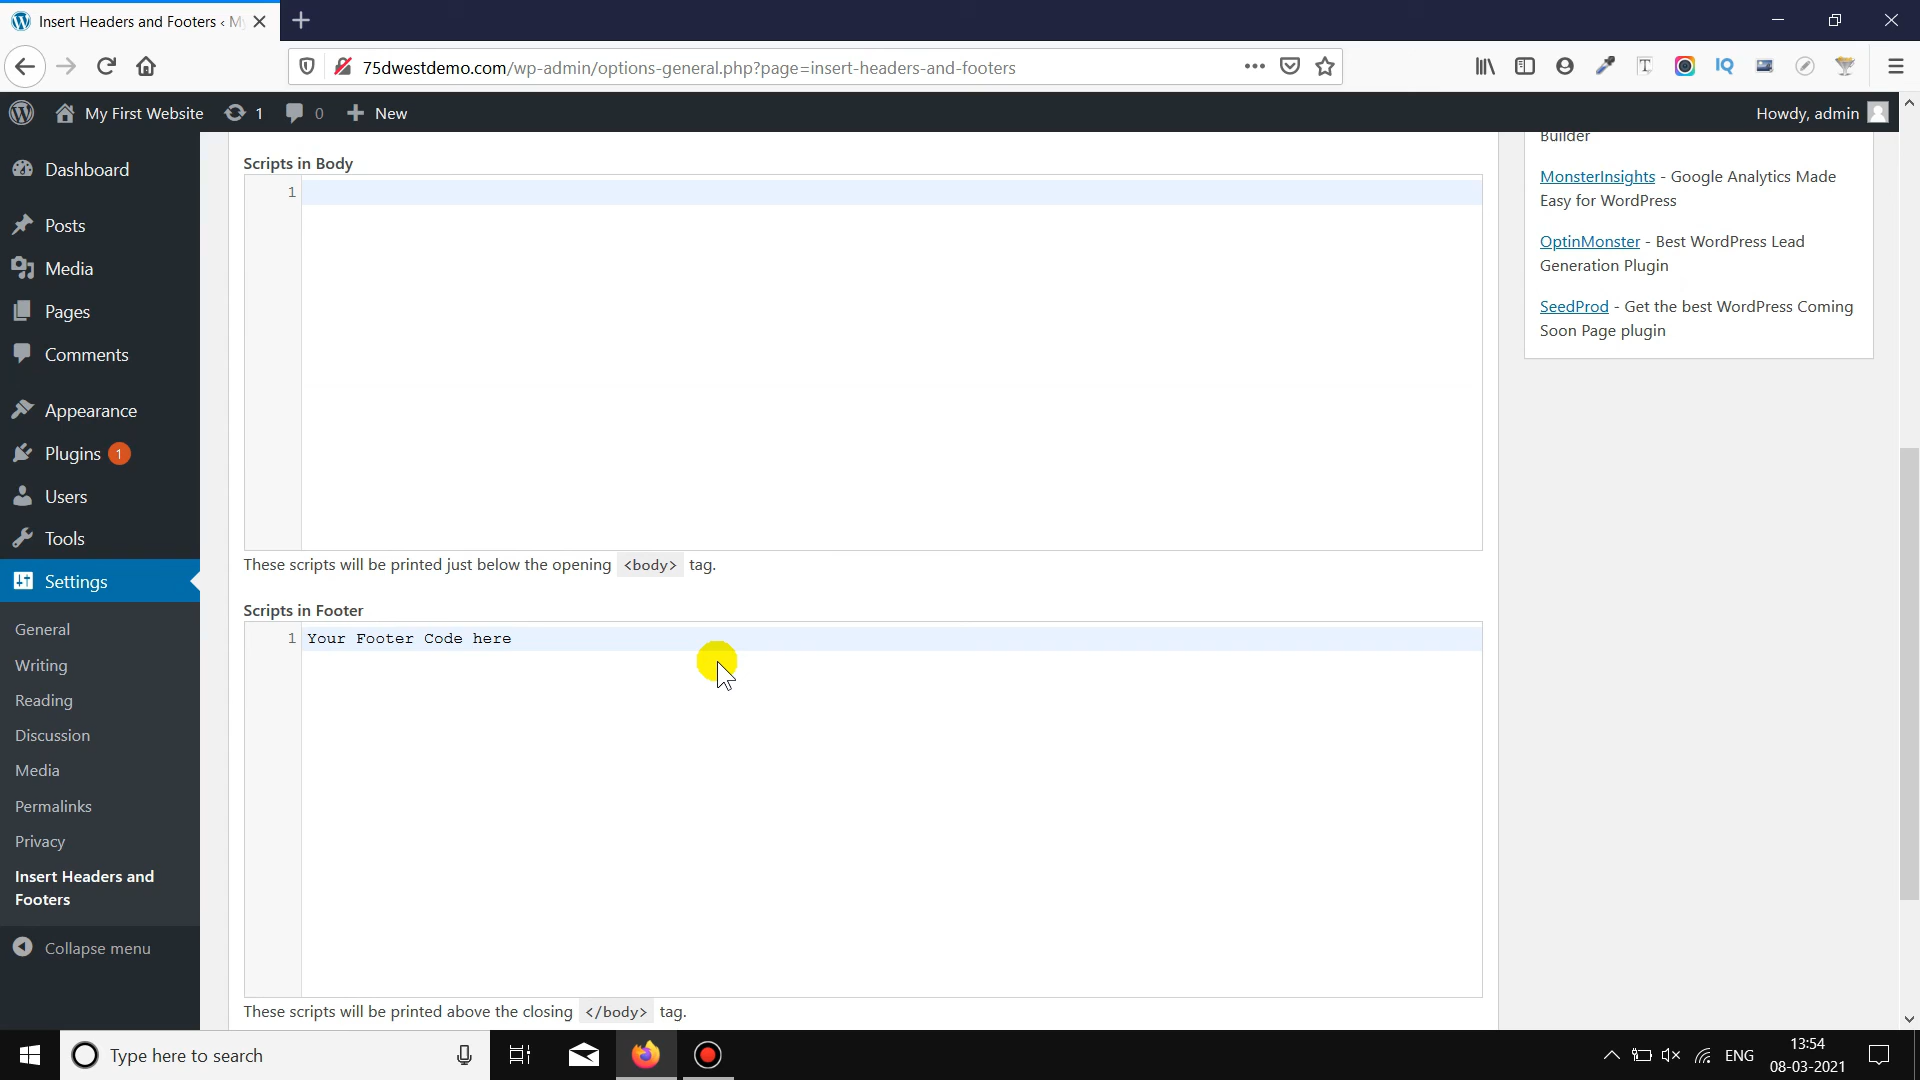 Insert Headers and Footers ‹ M
75dwestdemo.com/wp-admin/options-general.php?page=insert-headers-and-footers
My First Website
1
0
New
Howdy, admin
Dashboard
Posts
Media
Pages
Comments
Appearance
Plugins 1
Users
Tools
Settings
General
Writing
Reading
Discussion
Media
Permalinks
Privacy
Insert Headers and
Footers
Collapse menu
Scripts in Body
1
These scripts will be printed just below the opening <body> tag.
Scripts in Footer
1 Your Footer Code here
These scripts will be printed above the closing </body> tag.
Builder
MonsterInsights - Google Analytics Made
Easy for WordPress
OptinMonster - Best WordPress Lead
Generation Plugin
SeedProd - Get the best WordPress Coming
Soon Page plugin
Type here to search
ENG
13:54
08-03-2021